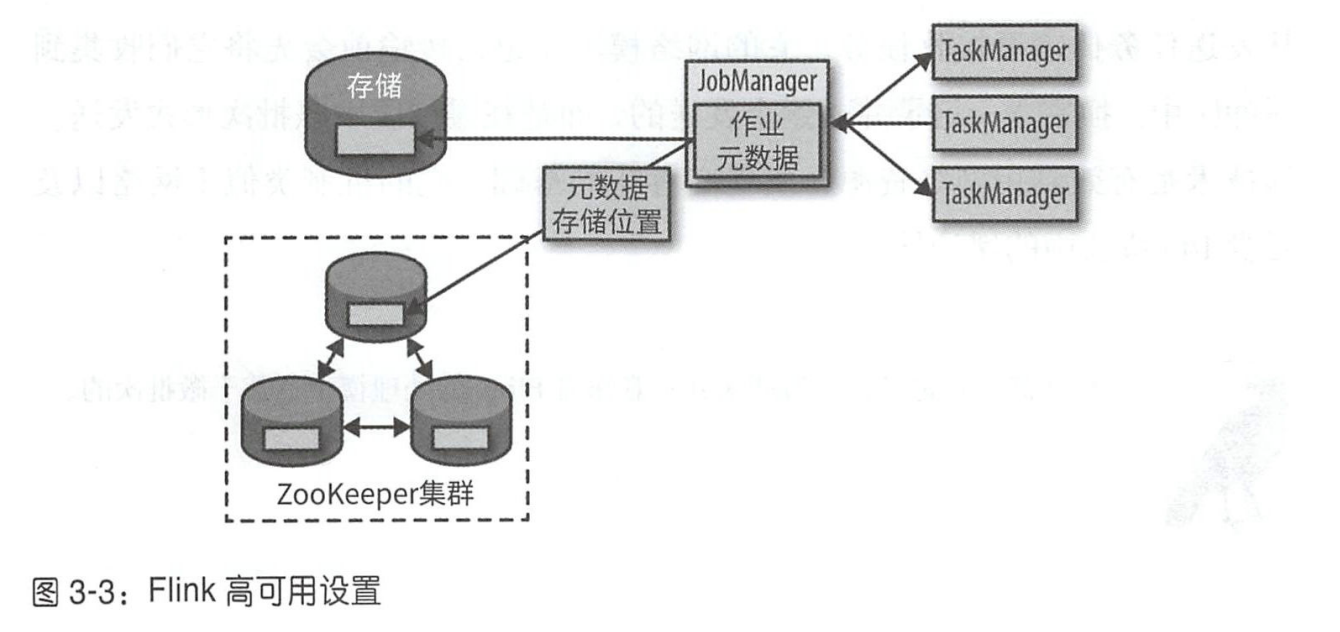 存储
JobManager
作业
元数据
TaskManager
TaskManager
TaskManager
元数据
存储位置
ZooKeeper集群
图 3-3：Flink 高可用设置